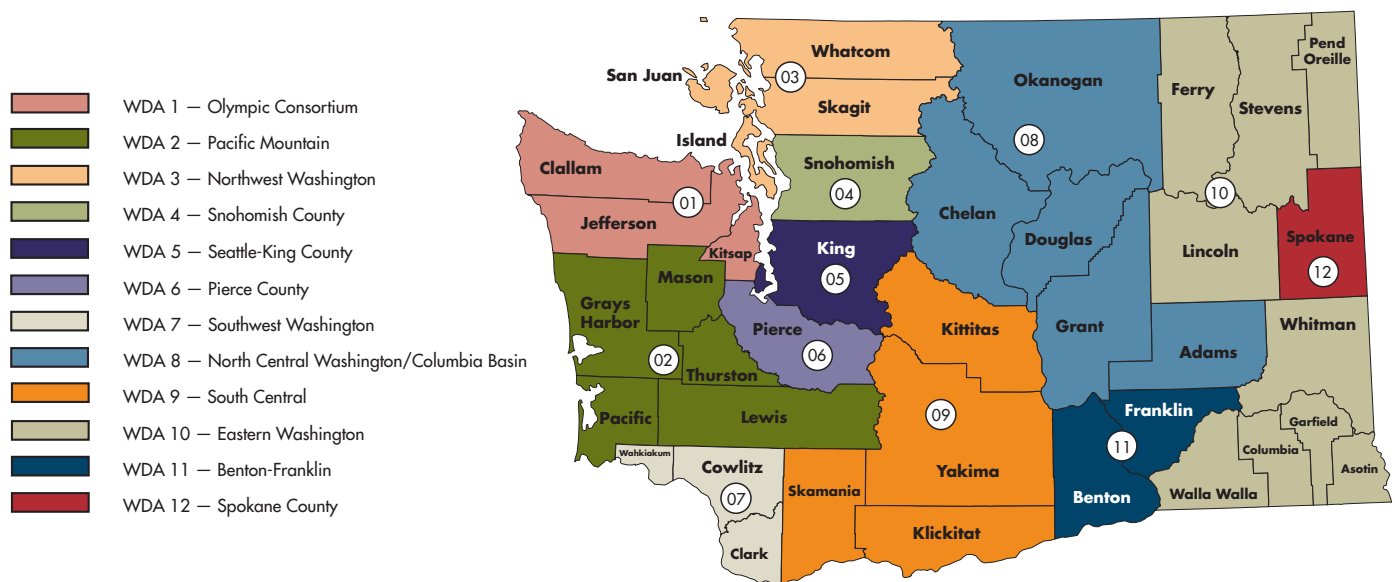 WDA 1 – Olympic Consortium
WDA 2 – Pacific Mountain
WDA 3 – Northwest Washington
WDA 4 – Snohomish County
WDA 5 – Seattle-King County
WDA 6 – Pierce County
WDA 7 – Southwest Washington
WDA 8 – North Central Washington/Columbia Basin
WDA 9 – South Central
WDA 10 – Eastern Washington
WDA 11 – Benton-Franklin
WDA 12 – Spokane County
Whatcom
San Juan
03
Skagit
Island
Okanogan
08
Ferry
Stevens
Pend
Oreille
Clallam
01
Jefferson
Kitsap
Snohomish
04
Chelan
Douglas
10
Lincoln
Spokane
12
King
05
Mason
Grays
Harbor
02
Thurston
Pierce
06
Kittitas
Grant
Adams
Whitman
Pacific
Lewis
09
Yakima
Franklin
11
Benton
Garfield
Columbia
Asotin
Walla Walla
Wahkiakum
Cowlitz
07
Clark
Skamania
Klickitat